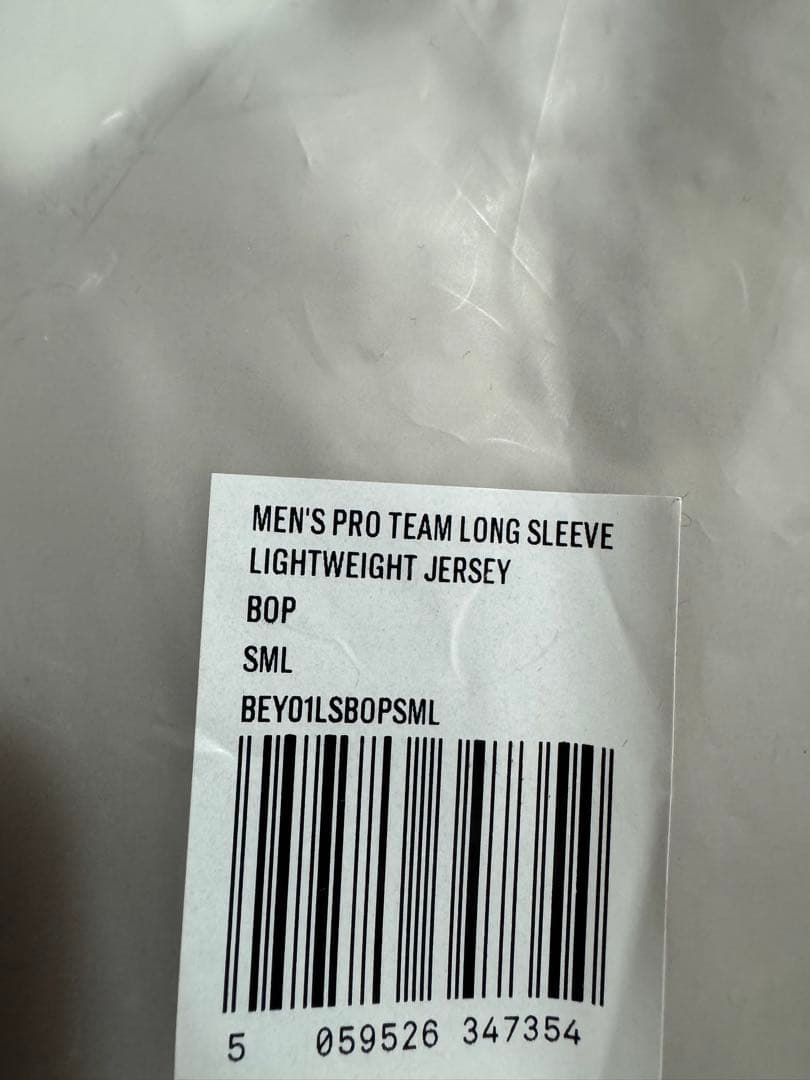 MEN'S PRO TEAM LONG SLEEVE
LIGHTWEIGHT JERSEY
BOP
SML
BEY01LSBOPSML
5 059526 347354